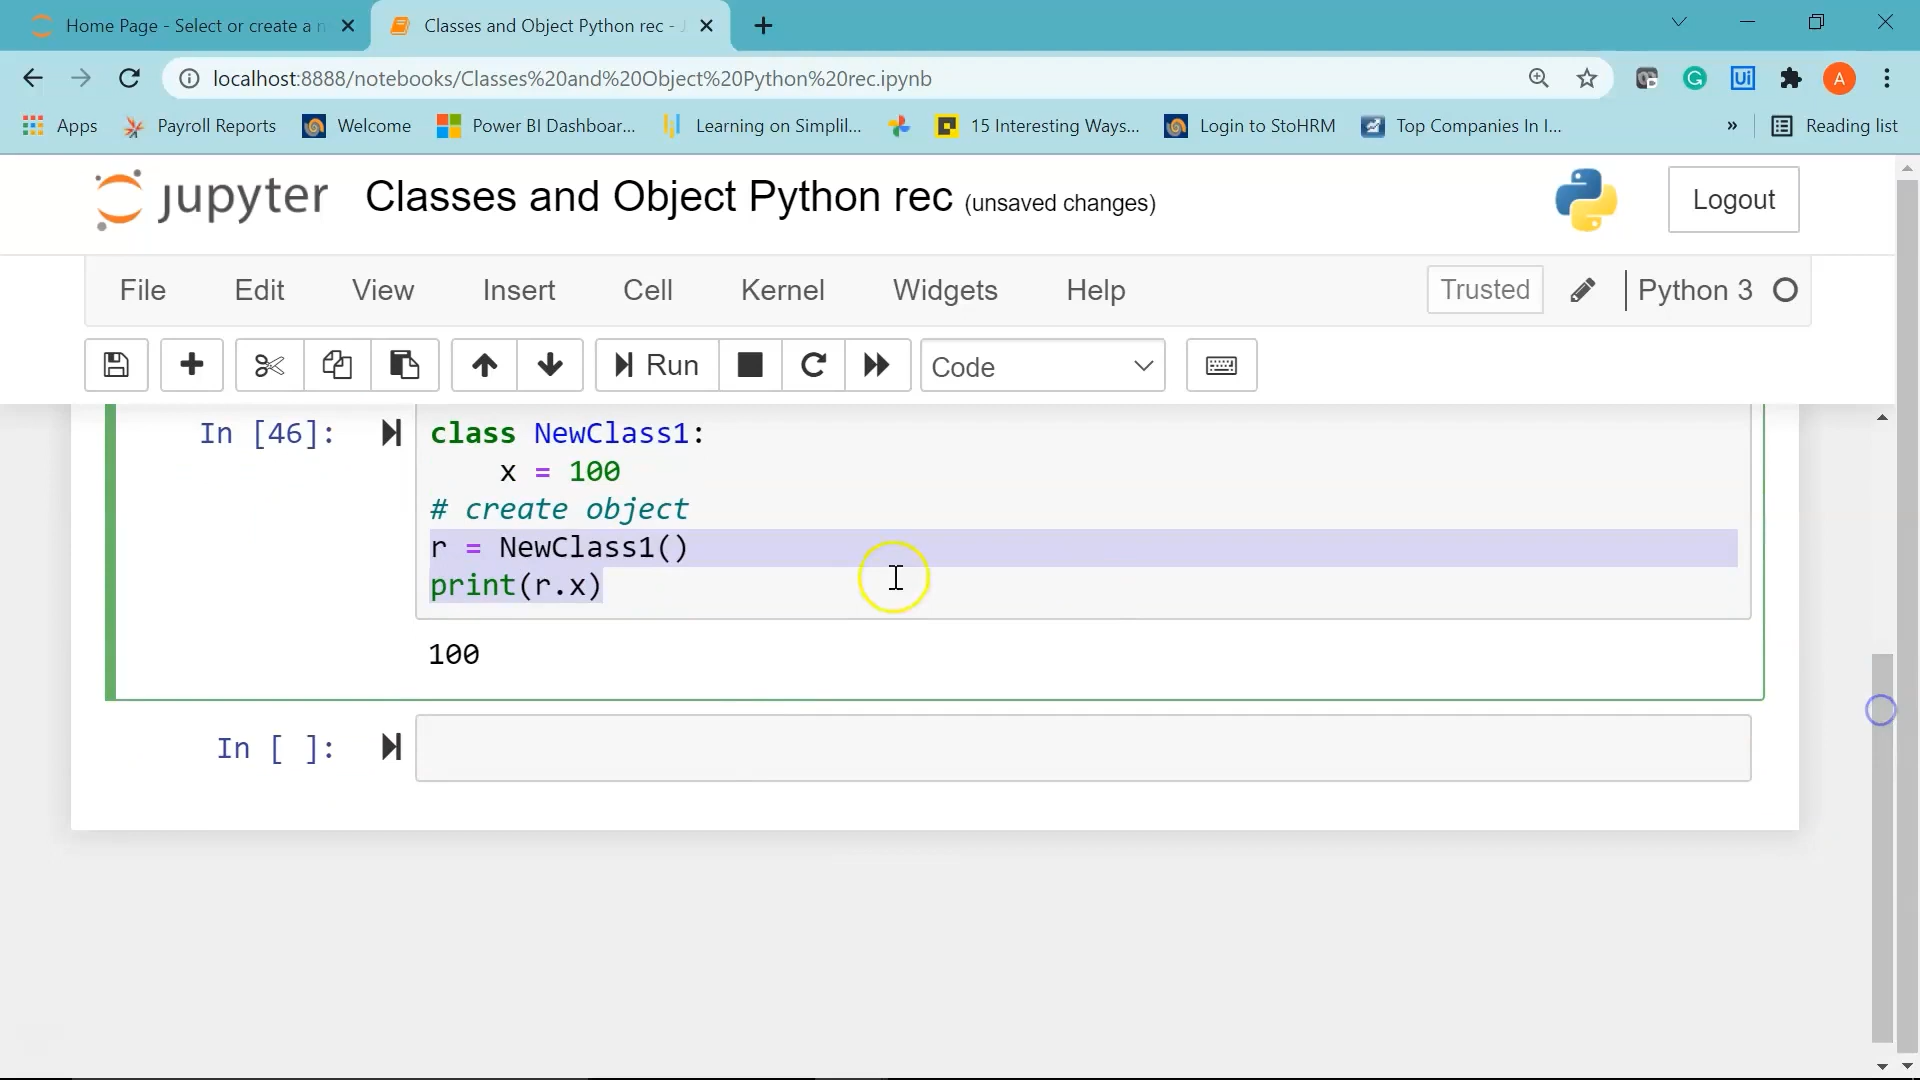 Home Page - Select or create a n
Classes and Object Python rec - J
localhost:8888/notebooks/Classes%20and%20Object%20Python%20rec.ipynb
Ui A
Apps Payroll Reports Welcome Power BI Dashboar... Learning on Simplil... 15 Interesting Ways... Login to StoHRM Top Companies In I... » Reading list
jupyter Classes and Object Python rec (unsaved changes) Logout
File Edit View Insert Cell Kernel Widgets Help Trusted Python 3
Run Code
In [46]: class NewClass1:
x = 100
# create object
r = NewClass1()
print(r.x)
100
In [ ]: